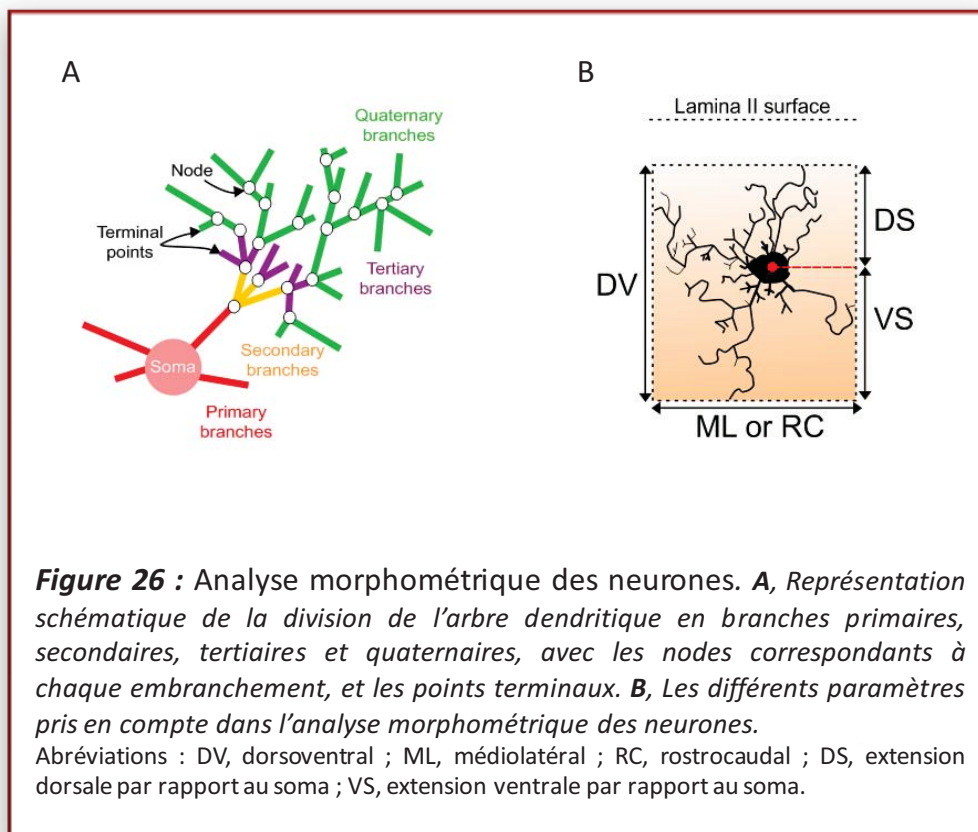 A
B
Lamina II surface
Quaternary
branches
Node
Terminal
points
Tertiary
branches
Soma
Secondary
branches
Primary
branches
DV
DS
VS
ML or RC
Figure 26 : Analyse morphométrique des neurones. A, Représentation
schématique de la division de l’arbre dendritique en branches primaires,
secondaires, tertiaires et quaternaires, avec les nodes correspondants à
chaque embranchement, et les points terminaux. B, Les différents paramètres
pris en compte dans l’analyse morphométrique des neurones.
Abréviations : DV, dorsoventral ; ML, médiolatéral ; RC, rostrocaudal ; DS, extension
dorsale par rapport au soma ; VS, extension ventrale par rapport au soma.